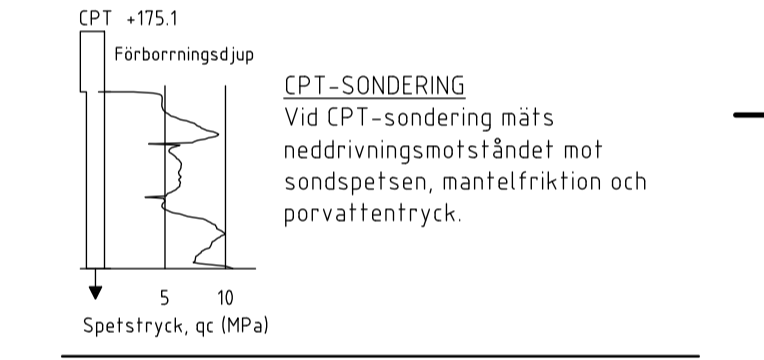 CPT +175.1
Förborrningsdjup
CPT-SONDERING
Vid CPT-sondering mäts
neddrivningsmotståndet mot
sondspetsen, mantelfriktion och
porvattentryck.
5 10
Spetstryck, qc (MPa)